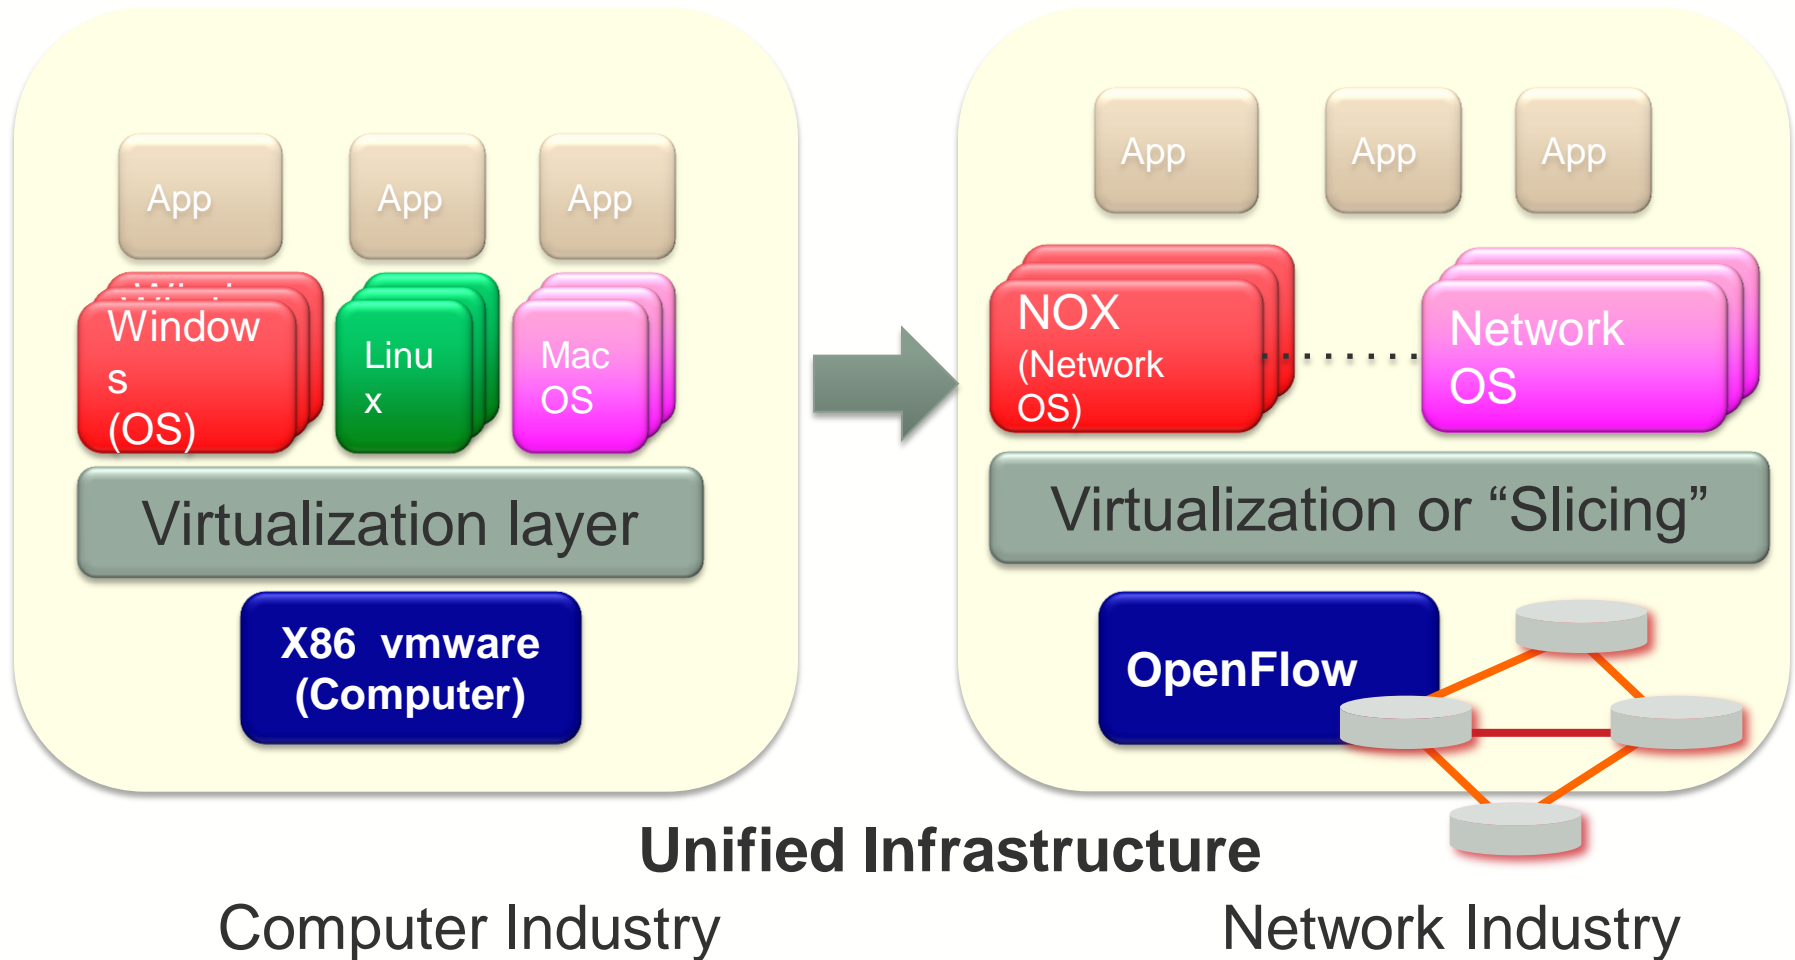 App
App
App
Window
s
(OS)
Linu
x
Mac
OS
Virtualization layer
X86 vmware
(Computer)
App
App
App
NOX
(Network
OS)
Network
OS
Virtualization or “Slicing”
OpenFlow
Unified Infrastructure
Computer Industry
Network Industry